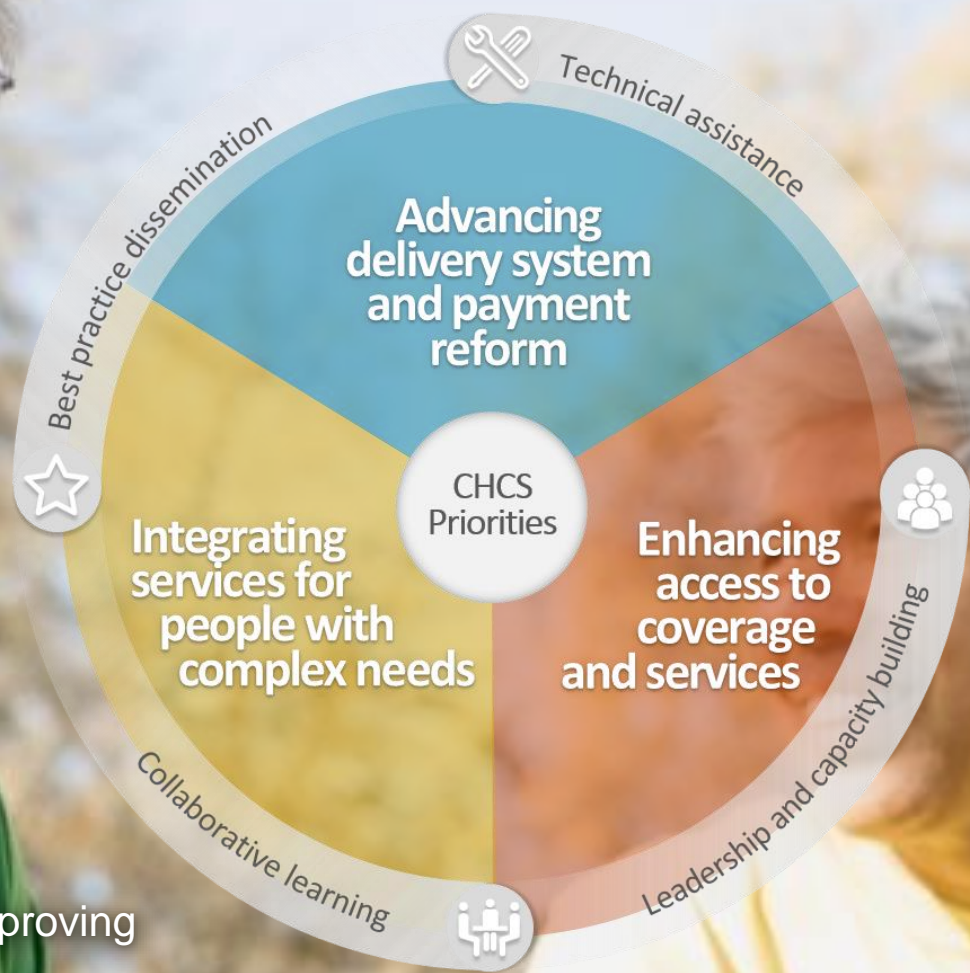 Technical assistance
Best practice dissemination
Advancing
delivery system
and payment
reform
CHCS
Priorities
Integrating
services for
people with
complex needs
Enhancing
access to
coverage
and services
Leadership and capacity building
Collaborative learning
proving